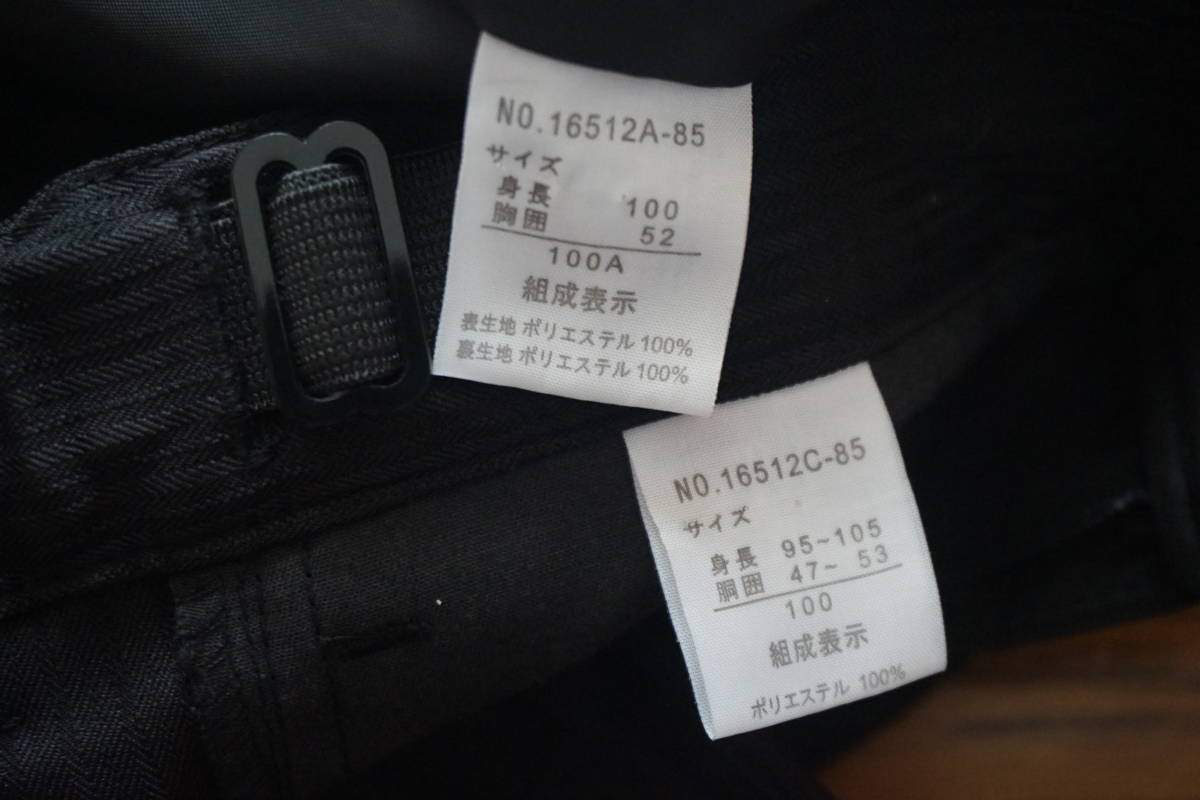 NO.16512A-85
サイズ
身長 100
胸囲 52
100A
組成表示
表生地 ポリエステル 100%
裏生地 ポリエステル 100%
NO.16512C-85
サイズ
身長 95~105
胴囲 47~ 53
100
組成表示
ポリエステル 100%